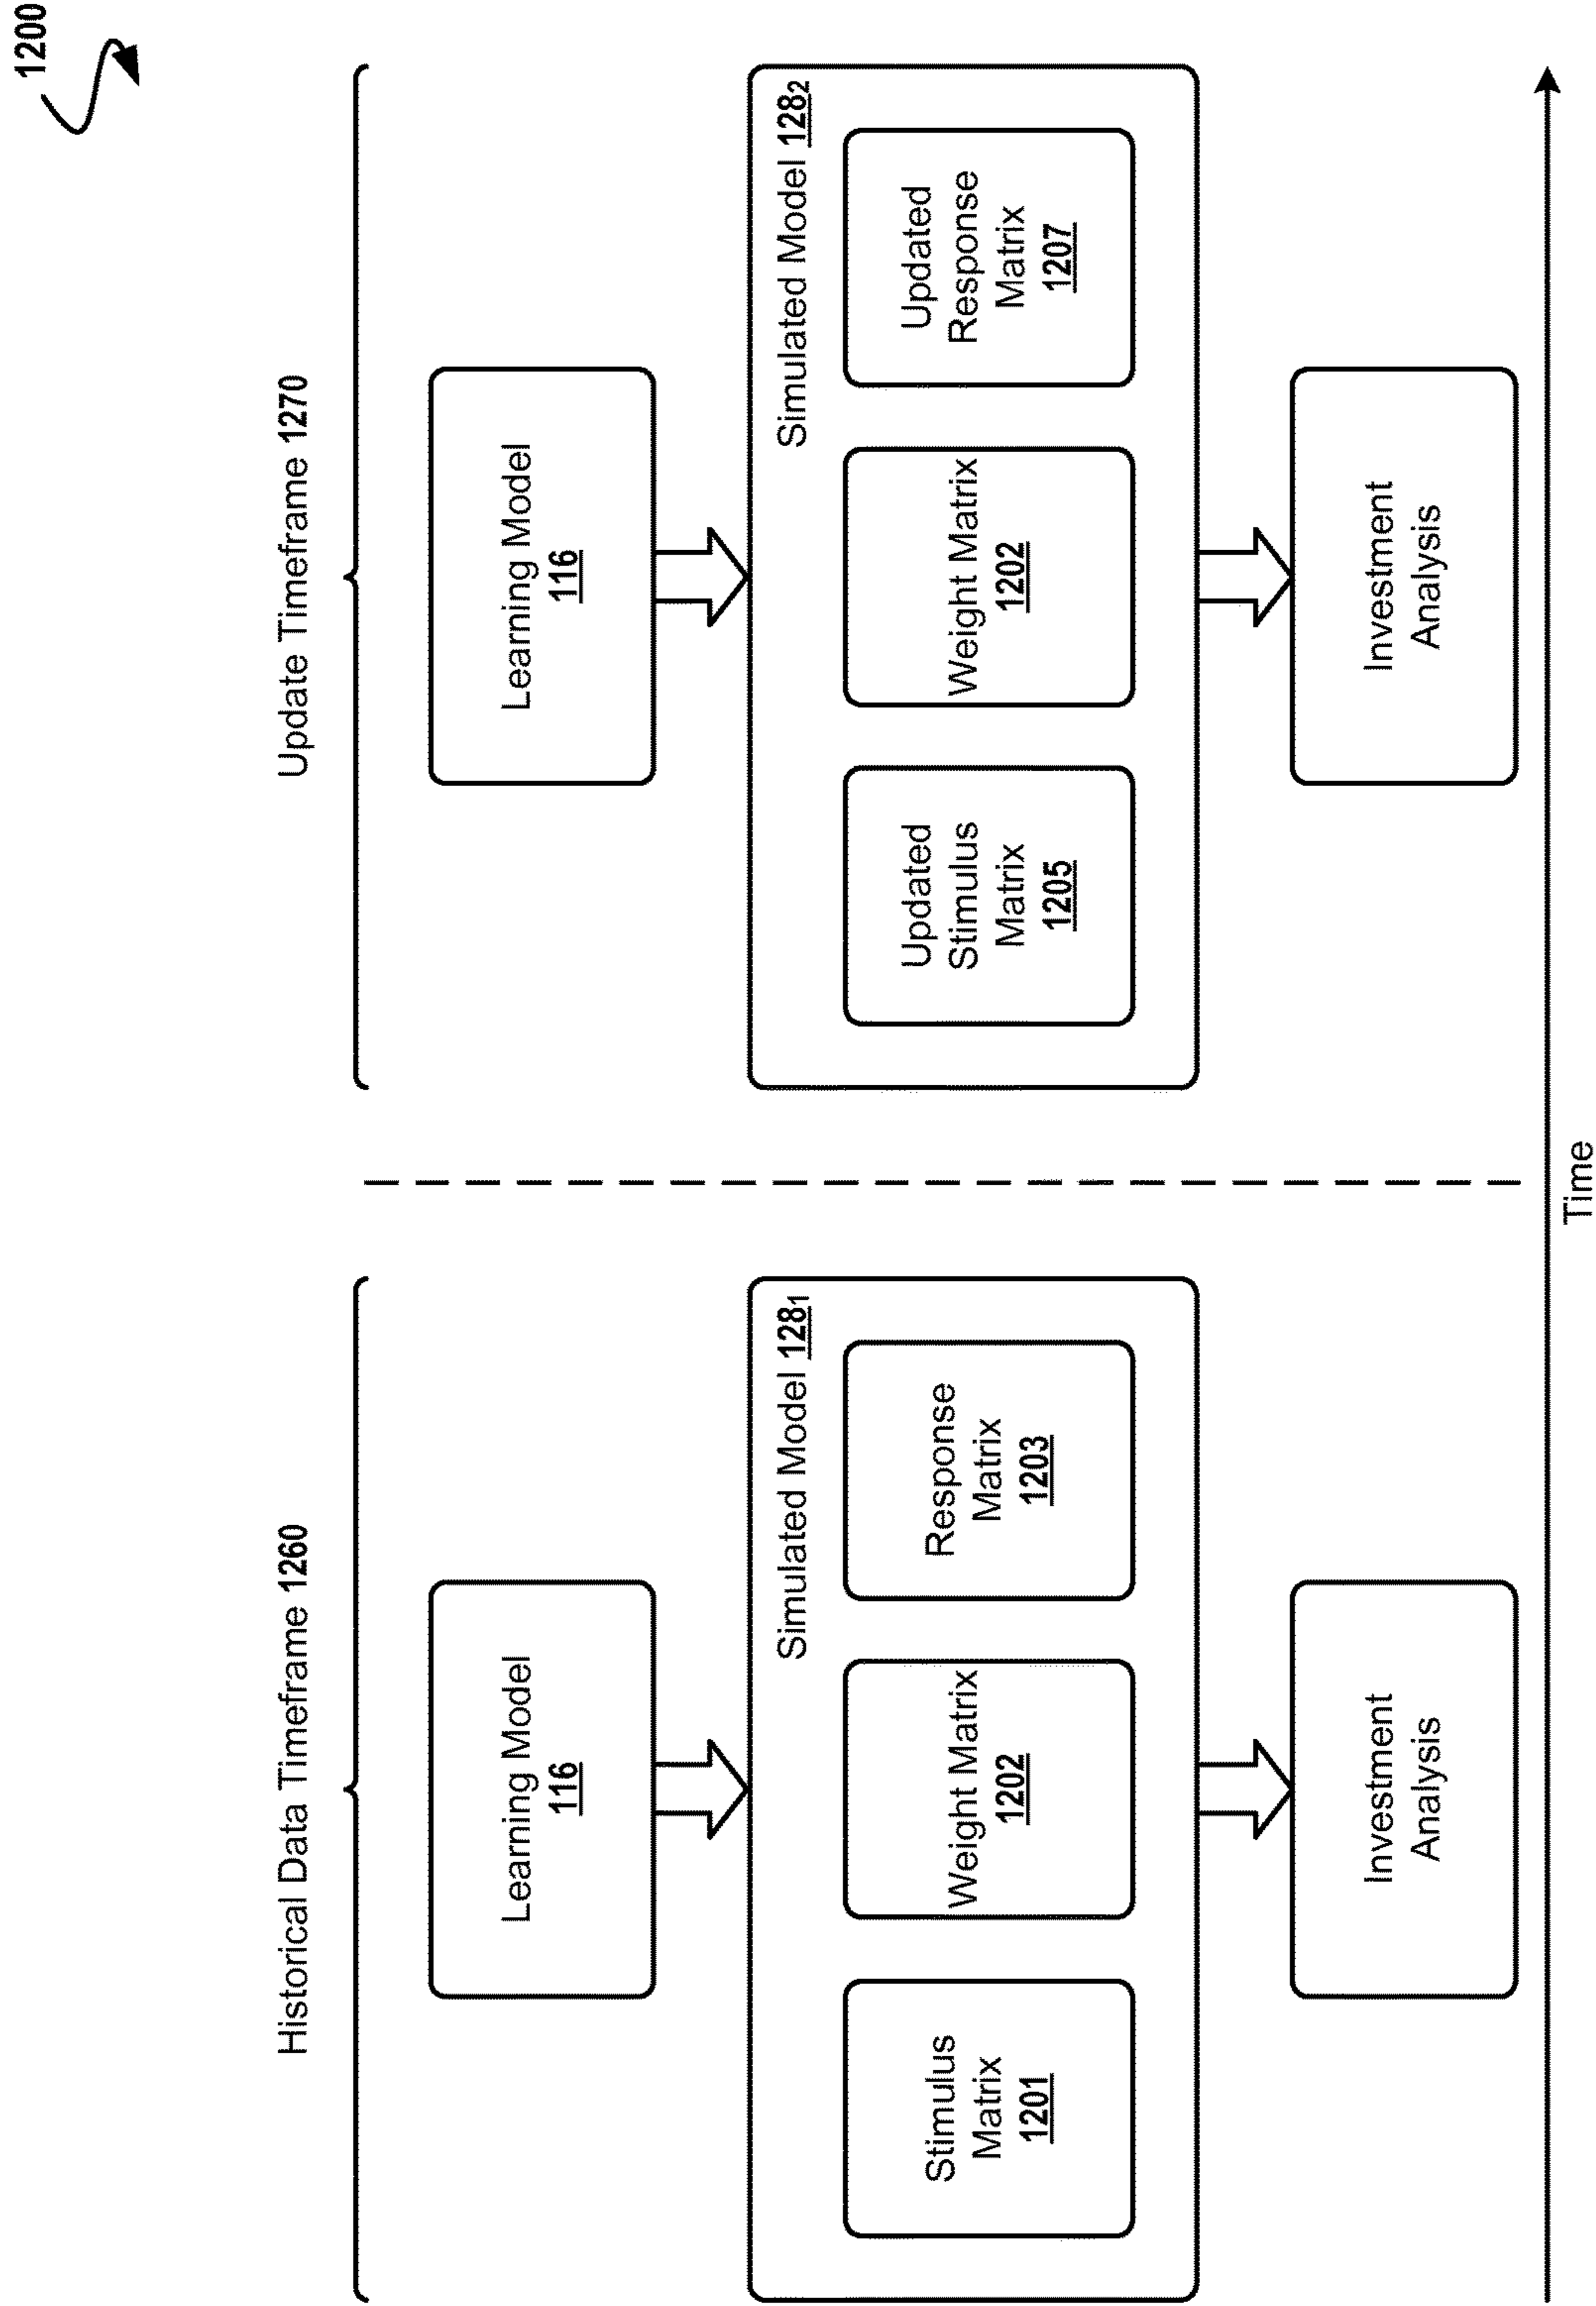 1200
Historical Data Timeframe 1260
Learning Model
116
Simulated Model 128₁
Stimulus
Matrix
1201
Weight Matrix
1202
Response
Matrix
1203
Investment
Analysis
Update Timeframe 1270
Learning Model
116
Simulated Model 128₂
Updated
Stimulus
Matrix
1205
Weight Matrix
1202
Updated
Response
Matrix
1207
Investment
Analysis
Time